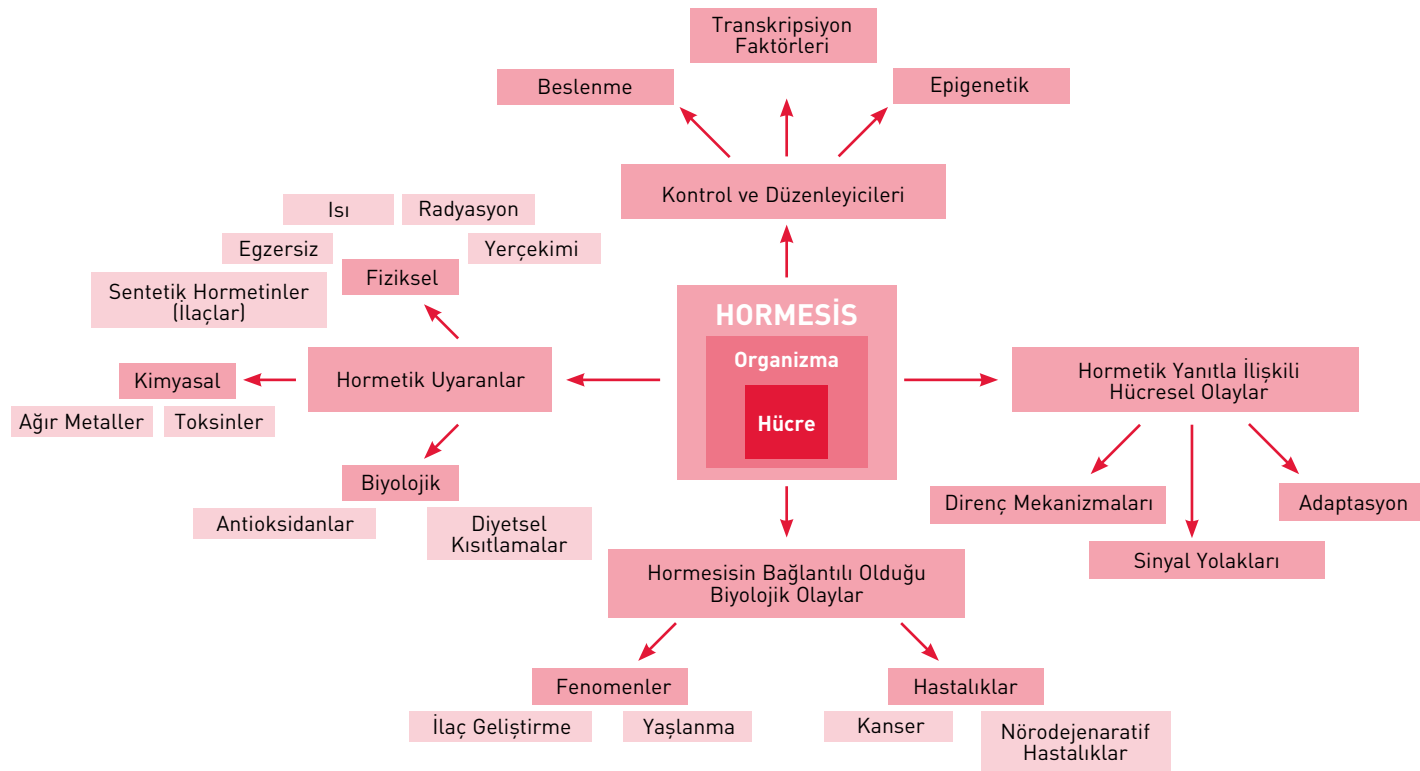 Transkripsiyon
Faktörleri
Beslenme
Epigenetik
Kontrol ve Düzenleyicileri
Isı
Radyasyon
Egzersiz
Yerçekimi
Fiziksel
Sentetik Hormetinler
(İlaçlar)
HORMESİS
Organizma
Hücre
Hormetik Uyaranlar
Kimyasal
Ağır Metaller
Toksinler
Biyolojik
Antioksidanlar
Diyetsel
Kısıtlamalar
Hormetik Yanıtla İlişkili
Hücresel Olaylar
Direnç Mekanizmaları
Adaptasyon
Sinyal Yolakları
Hormesisin Bağlantılı Olduğu
Biyolojik Olaylar
Fenomenler
Hastalıklar
İlaç Geliştirme
Yaşlanma
Kanser
Nörodejenaratif
Hastalıklar